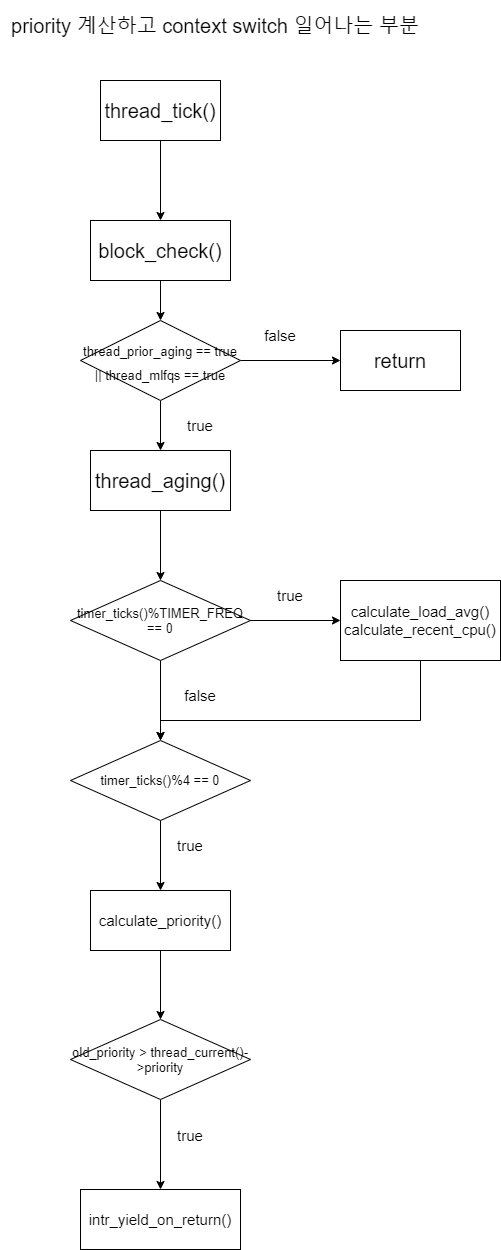 priority 계산하고 context switch 일어나는 부분
thread_tick()
block_check()
thread_prior_aging == true
|| thread_mlfqs == true
false
return
true
thread_aging()
timer_ticks()%TIMER_FREQ
== 0
true
calculate_load_avg()
calculate_recent_cpu()
false
timer_ticks()%4 == 0
true
calculate_priority()
old_priority > thread_current()-
>priority
true
intr_yield_on_return()